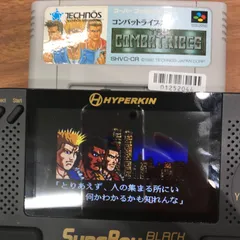 TECHNOS
コンバットライブス
COMBATRIBES
SHVC-CR
HYPERKIN
「とりあえず、人の集まる所にい
何かわかるかも知れんな」
SUPABOY BLACK